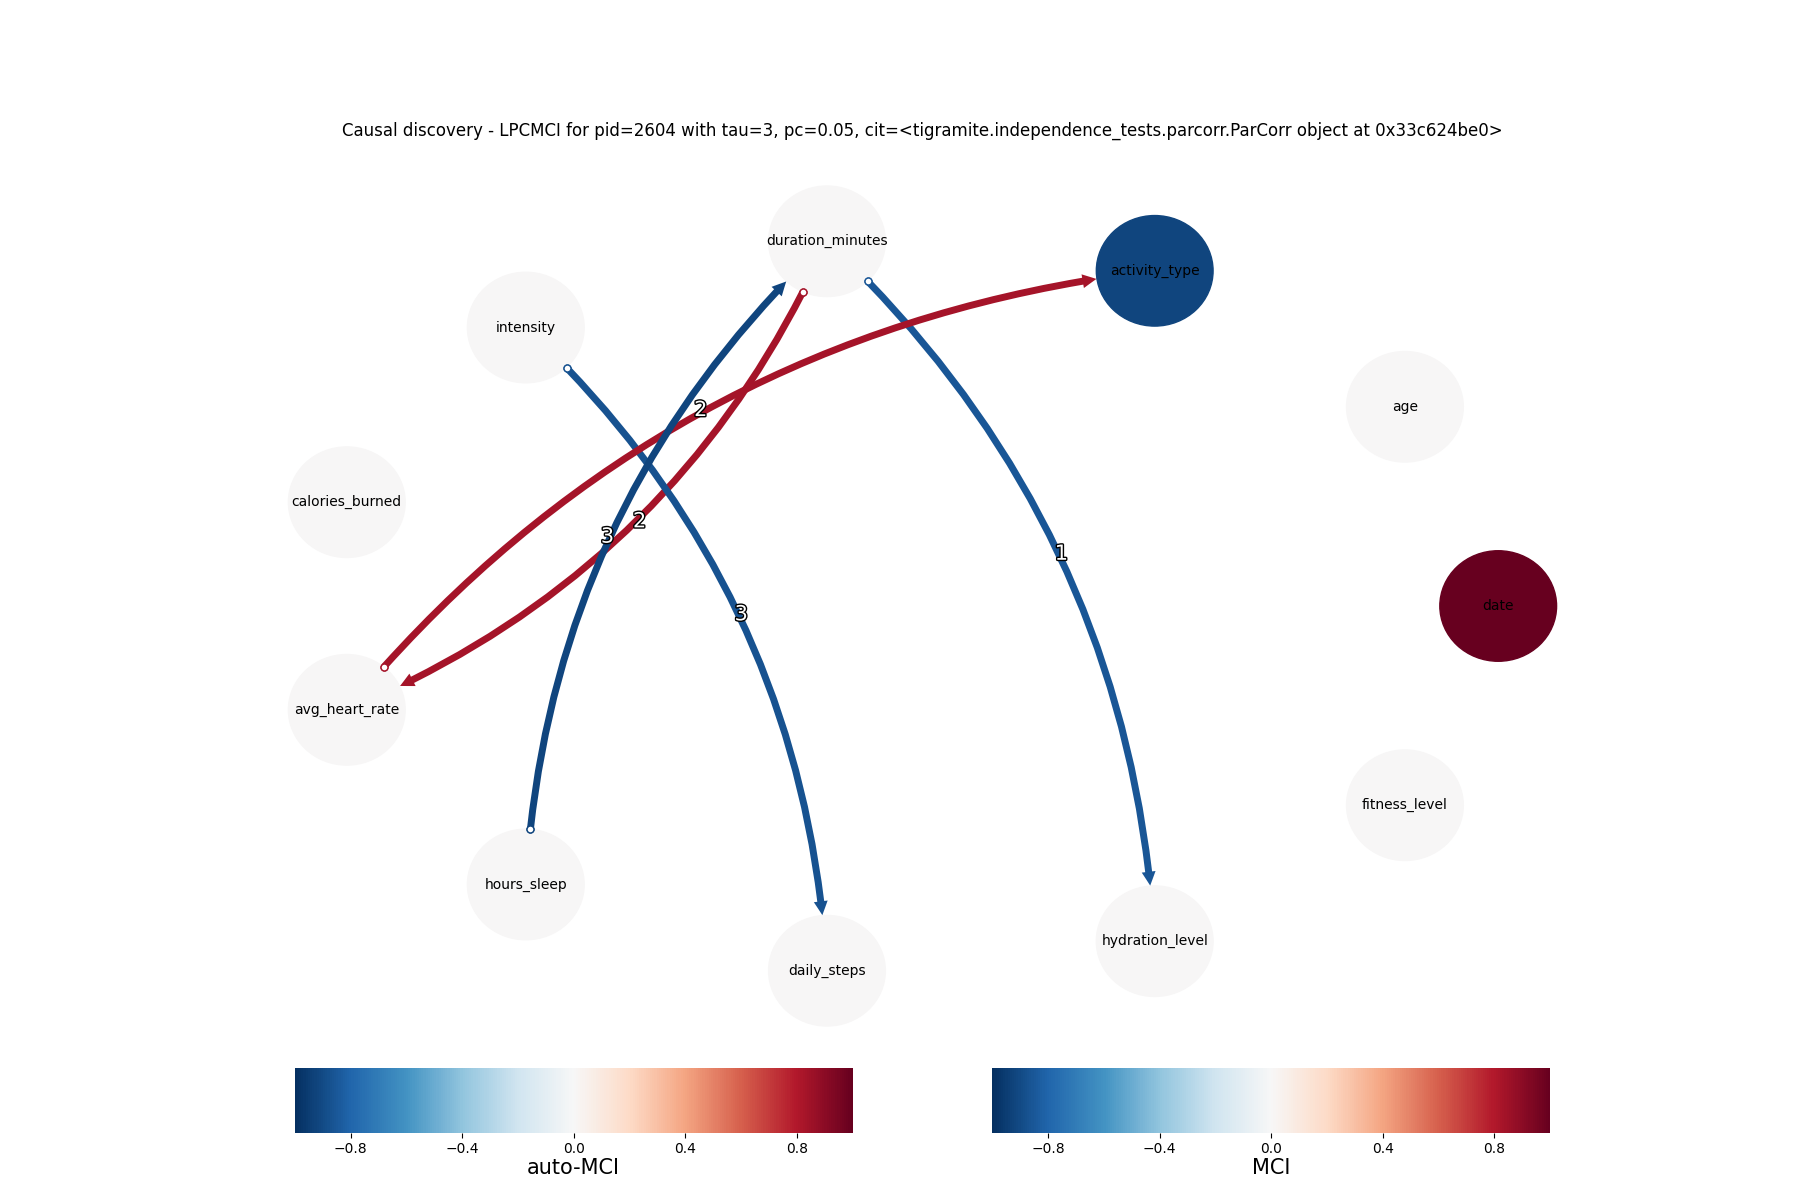 Causal discovery - LPCMCI for pid=2604 with tau=3, pc=0.05, cit=<tigramite.independence_tests.parcorr.ParCorr object at 0x33c624be0>
duration_minutes
activity_type
intensity
age
2
calories_burned
2
3
1
date
3
avg_heart_rate
fitness_level
hours_sleep
hydration_level
daily_steps
−0.8 −0.4 0.0 0.4 0.8
auto-MCI
−0.8 −0.4 0.0 0.4 0.8
MCI